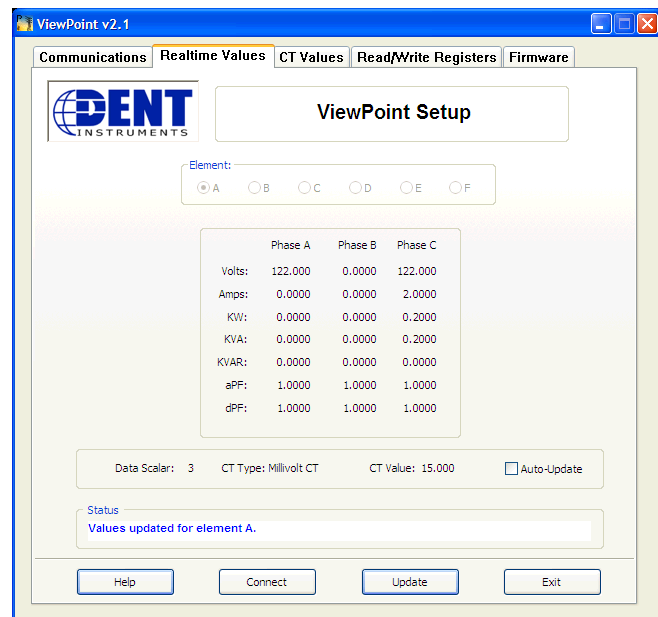 ViewPoint v2.1
Communications Realtime Values CT Values Read/Write Registers Firmware
DENT
INSTRUMENTS
ViewPoint Setup
Element:
A B C D E F
Phase A Phase B Phase C
Volts: 122.000 0.0000 122.000
Amps: 0.0000 0.0000 2.0000
KW: 0.0000 0.0000 0.2000
KVA: 0.0000 0.0000 0.2000
KVAR: 0.0000 0.0000 0.0000
aPF: 1.0000 1.0000 1.0000
dPF: 1.0000 1.0000 1.0000
Data Scalar: 3 CT Type: Millivolt CT CT Value: 15.000 Auto-Update
Status
Values updated for element A.
Help Connect Update Exit